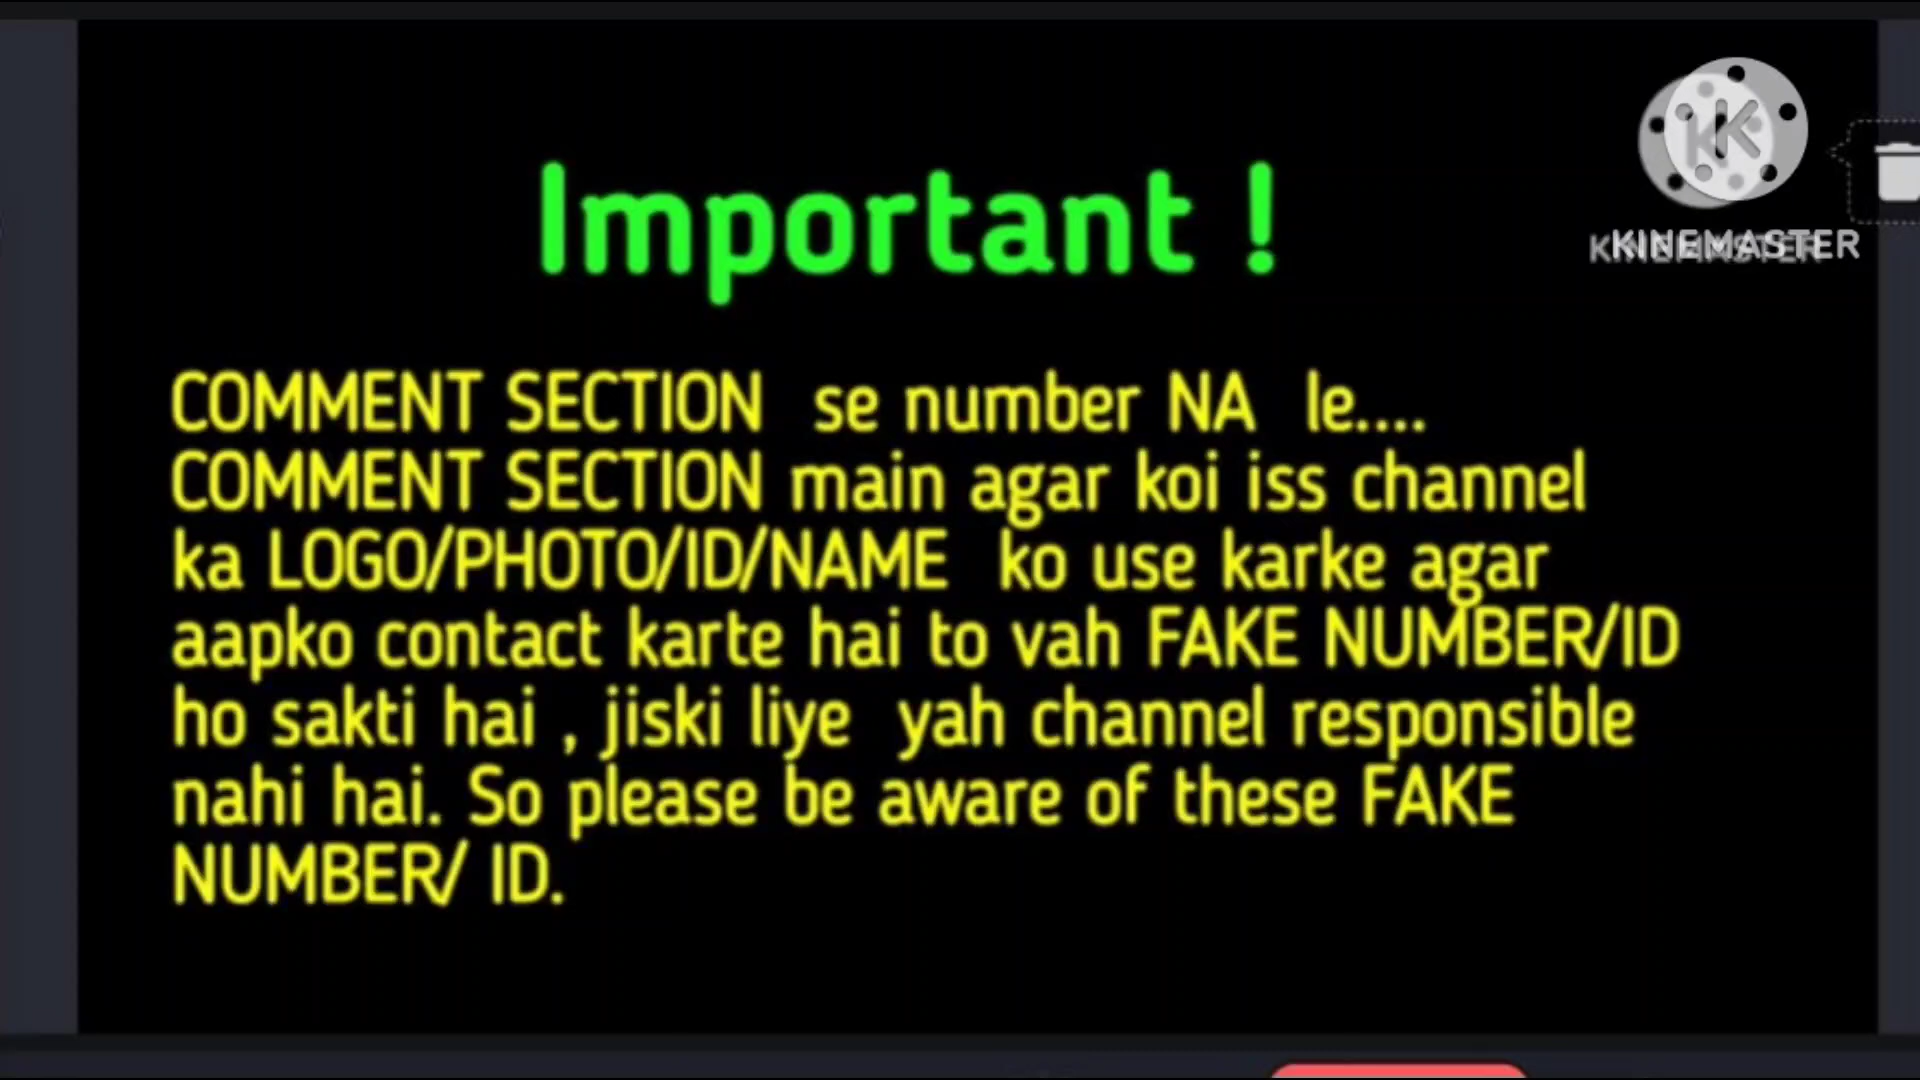 Important !
KINEMASTER
KINEMASTER
COMMENT SECTION se number NA le....
COMMENT SECTION main agar koi iss channel
ka LOGO/PHOTO/ID/NAME ko use karke agar
aapko contact karte hai to vah FAKE NUMBER/ID
ho sakti hai , jiski liye yah channel responsible
nahi hai. So please be aware of these FAKE
NUMBER/ ID.